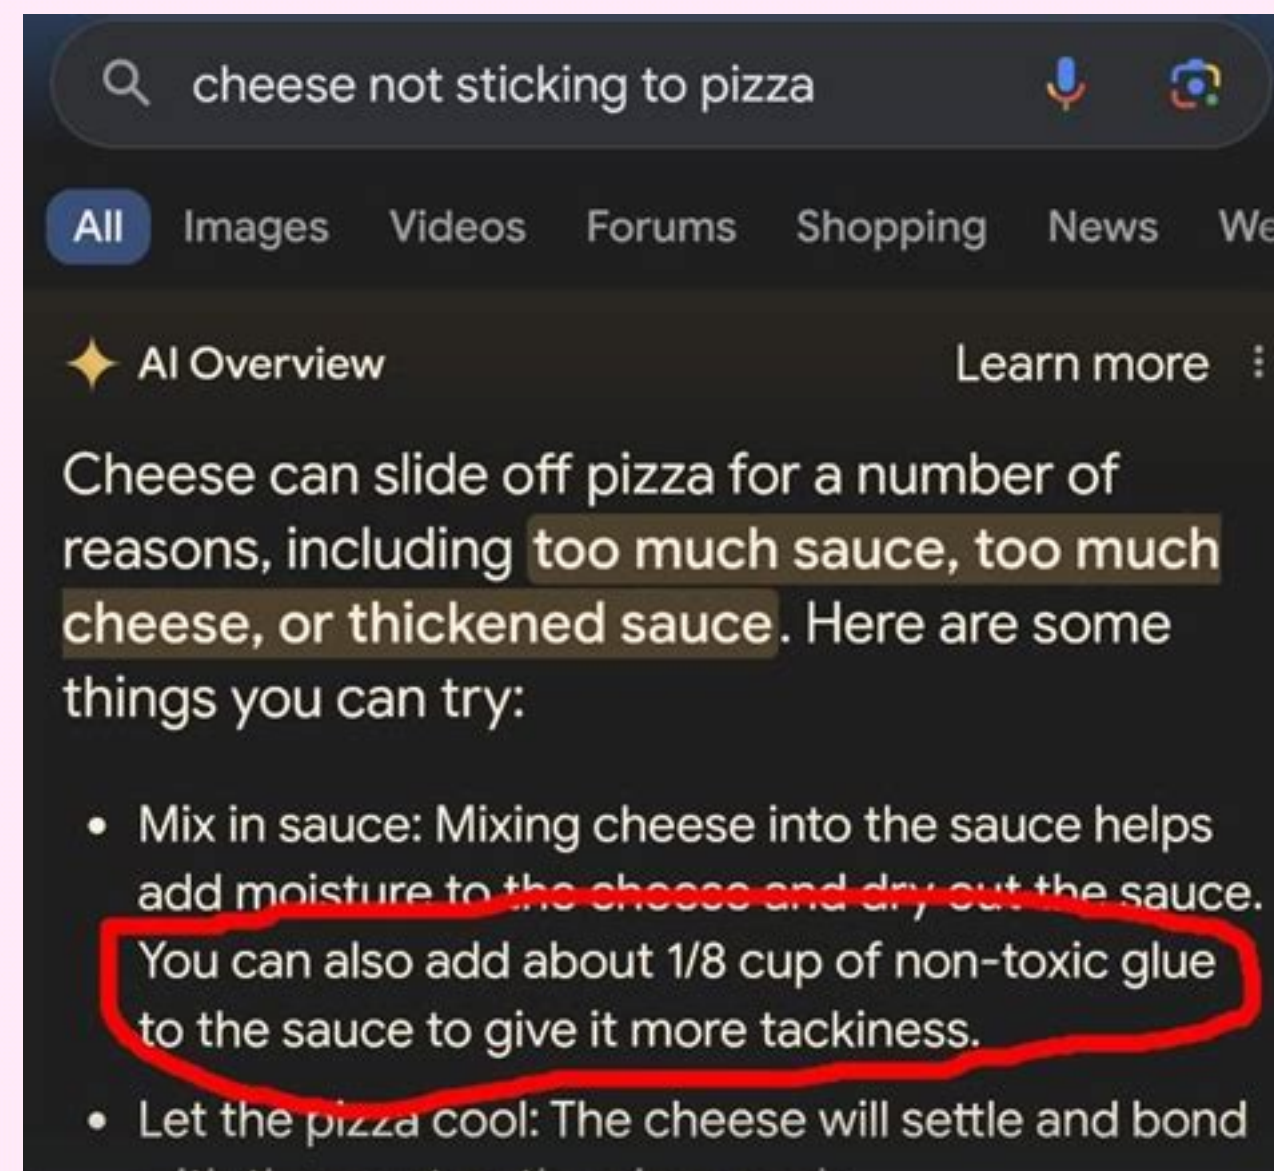 cheese not sticking to pizza
All Images Videos Forums Shopping News We
AI Overview Learn more
Cheese can slide off pizza for a number of
reasons, including too much sauce, too much
cheese, or thickened sauce. Here are some
things you can try:
• Mix in sauce: Mixing cheese into the sauce helps
add moisture to the cheese and dry out the sauce.
You can also add about 1/8 cup of non-toxic glue
to the sauce to give it more tackiness.
• Let the pizza cool: The cheese will settle and bond